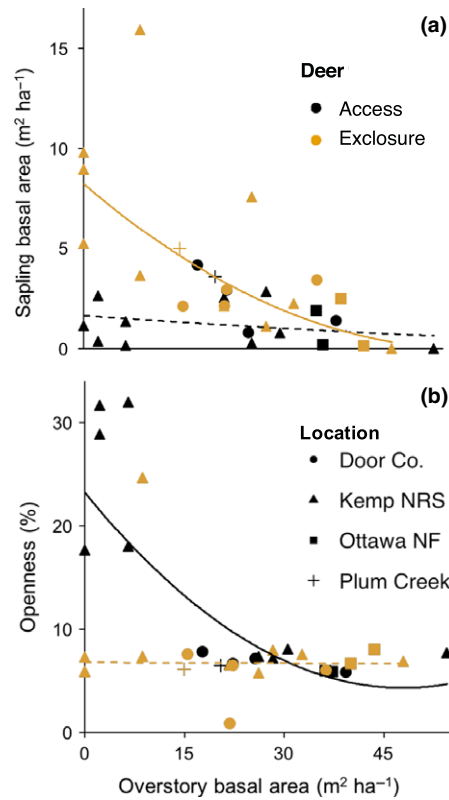 (a)
Sapling basal area (m² ha⁻¹)
15
10
5
0
Deer
Access
Exclosure
(b)
Openness (%)
30
20
10
0
Location
Door Co.
Kemp NRS
Ottawa NF
Plum Creek
0 15 30 45
Overstory basal area (m² ha⁻¹)